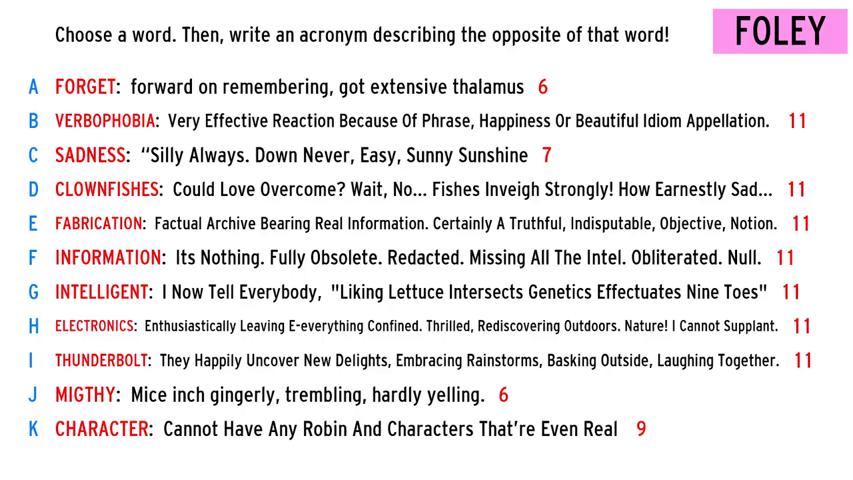 Choose a word. Then, write an acronym describing the opposite of that word!
FOLEY
A FORGET: forward on remembering, got extensive thalamus 6
B VERBOPHOBIA: Very Effective Reaction Because Of Phrase, Happiness Or Beautiful Idiom Appellation. 11
C SADNESS: “Silly Always. Down Never, Easy, Sunny Sunshine 7
D CLOWNFISHES: Could Love Overcome? Wait, No... Fishes Inveigh Strongly! How Earnestly Sad... 11
E FABRICATION: Factual Archive Bearing Real Information. Certainly A Truthful, Indisputable, Objective, Notion. 11
F INFORMATION: Its Nothing. Fully Obsolete. Redacted. Missing All The Intel. Obliterated. Null. 11
G INTELLIGENT: I Now Tell Everybody, "Liking Lettuce Intersects Genetics Effectuates Nine Toes" 11
H ELECTRONICS: Enthusiastically Leaving E-everything Confined. Thrilled, Rediscovering Outdoors. Nature! I Cannot Supplant. 11
I THUNDERBOLT: They Happily Uncover New Delights, Embracing Rainstorms, Basking Outside, Laughing Together. 11
J MIGTHY: Mice inch gingerly, trembling, hardly yelling. 6
K CHARACTER: Cannot Have Any Robin And Characters That're Even Real 9